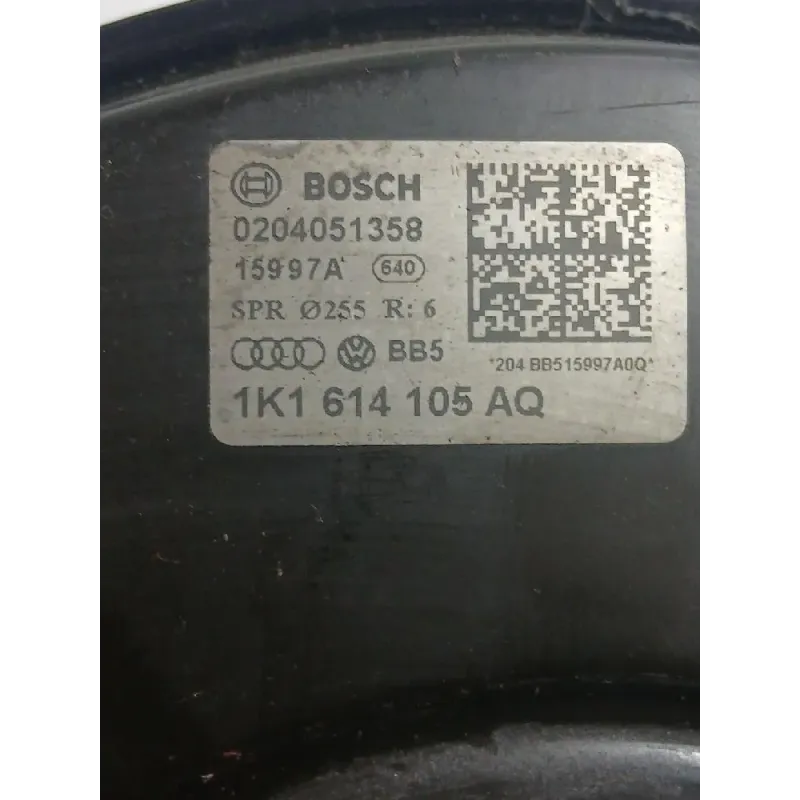 BOSCH
0204051358
15997A 640
SPR Ø255 R: 6
BB5
*204 BB515997A0Q*
1K1 614 105 AQ